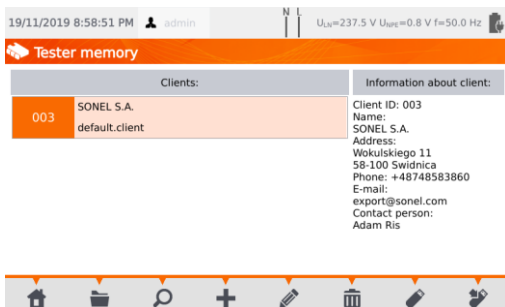 19/11/2019 8:58:51 PM admin N L U_LN=237.5 V U_NPE=0.8 V f=50.0 Hz
Tester memory
Clients:
003
SONEL S.A.
default.client
Information about client:
Client ID: 003
Name:
SONEL S.A.
Address:
Wokulskiego 11
58-100 Swidnica
Phone: +48748583860
E-mail:
export@sonel.com
Contact person:
Adam Ris